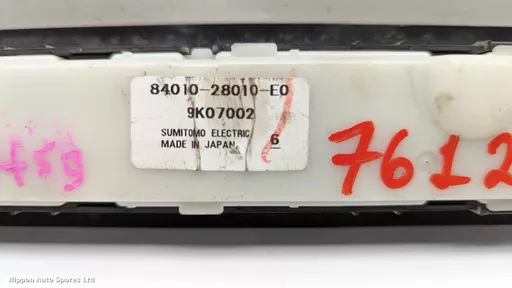 84010-28010-E0
9K07002
SUMITOMO ELECTRIC
MADE IN JAPAN 6
7612
Nippon Auto Spares Ltd